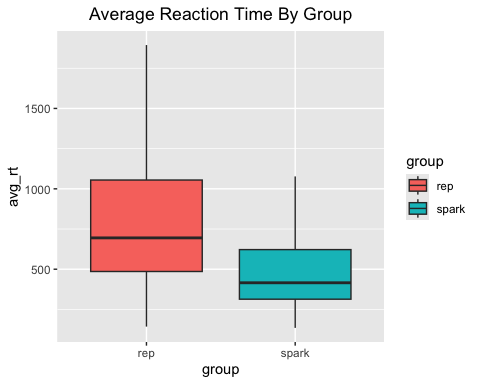 Average Reaction Time By Group
avg_rt
1500
1000
500
rep
spark
group
group
rep
spark